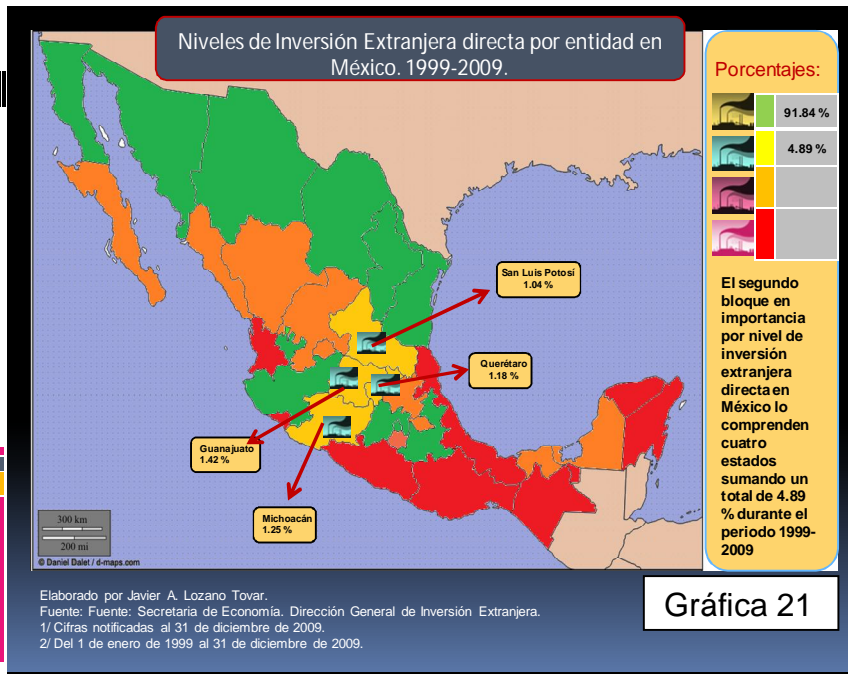 Niveles de Inversión Extranjera directa por entidad en
México. 1999-2009.
Porcentajes:
91.84 %
4.89 %
San Luis Potosí
1.04 %
Querétaro
1.18 %
Guanajuato
1.42 %
Michoacán
1.25 %
El segundo
bloque en
importancia
por nivel de
inversión
extranjera
directa en
México lo
comprenden
cuatro
estados
sumando un
total de 4.89
% durante el
periodo 1999-
2009
300 km
200 mi
© Daniel Dalet / d-maps.com
Elaborado por Javier A. Lozano Tovar.
Fuente: Fuente: Secretaria de Economía. Dirección General de Inversión Extranjera.
1/ Cifras notificadas al 31 de diciembre de 2009.
2/ Del 1 de enero de 1999 al 31 de diciembre de 2009.
Gráfica 21